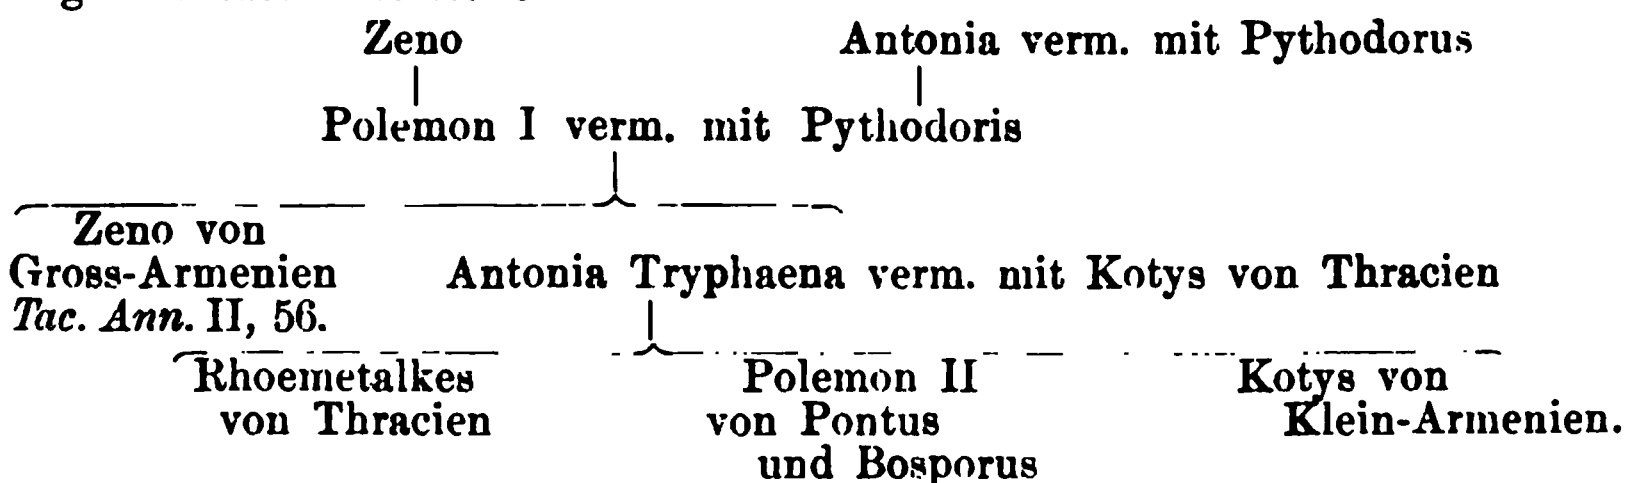 Zeno Antonia verm. mit Pythodorus
Polemon I verm. mit Pythodoris
Zeno von
Gross-Armenien Antonia Tryphaena verm. mit Kotys von Thracien
Tac. Ann. II, 56.
Rhoemetalkes Polemon II Kotys von
von Thracien von Pontus Klein-Armenien.
und Bosporus